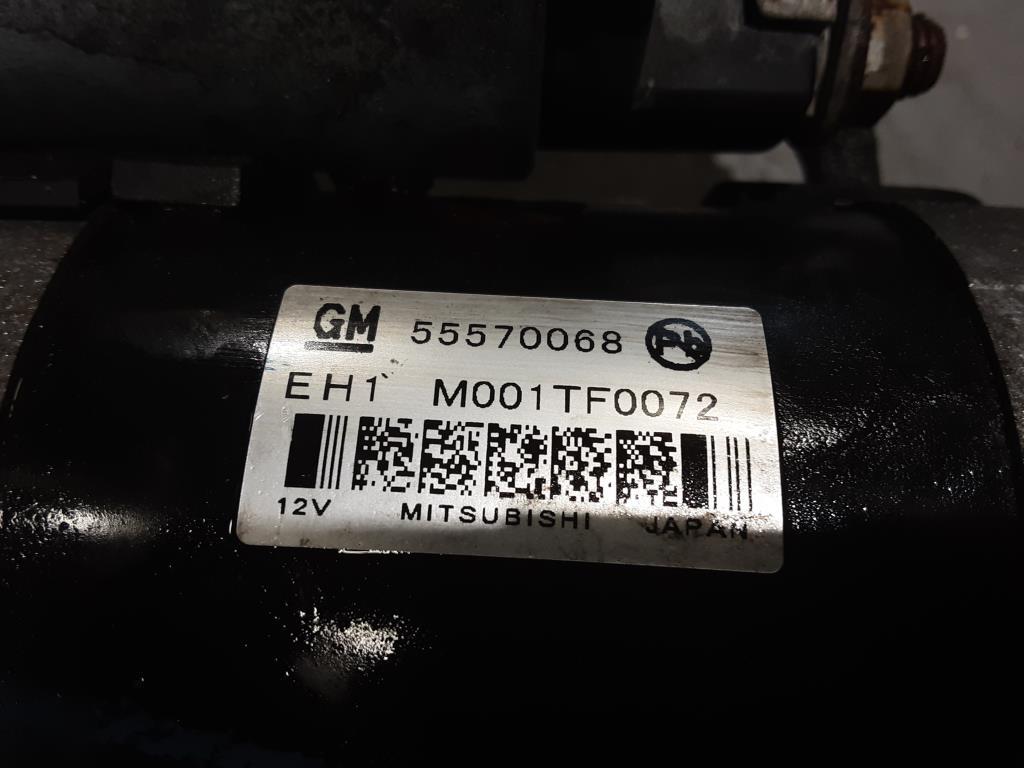 GM 55570068 Pb
EH1 M001TF0072
12V MITSUBISHI JAPAN